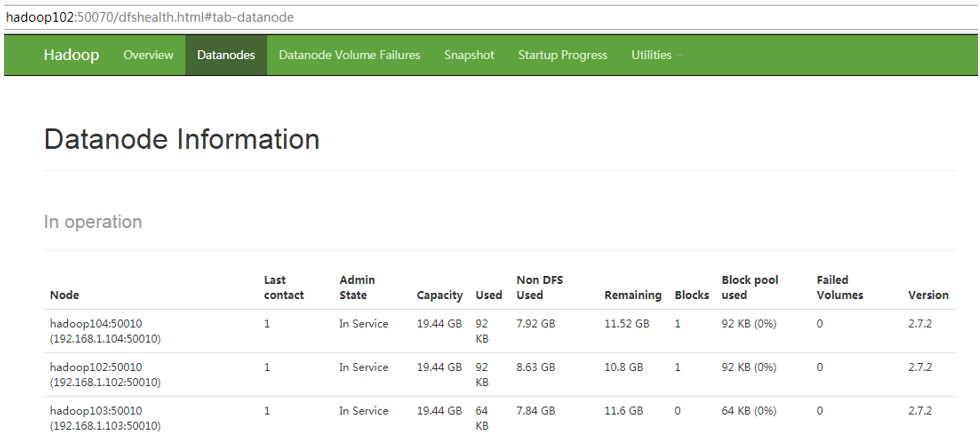 hadoop102:50070/dfshealth.html#tab-datanode
Hadoop Overview Datanodes Datanode Volume Failures Snapshot Startup Progress Utilities
Datanode Information
In operation
Node Last contact Admin State Capacity Used Non DFS Used Remaining Blocks Block pool used Failed Volumes Version
hadoop104:50010 (192.168.1.104:50010) 1 In Service 19.44 GB 92 KB 7.92 GB 11.52 GB 1 92 KB (0%) 0 2.7.2
hadoop102:50010 (192.168.1.102:50010) 1 In Service 19.44 GB 92 KB 8.63 GB 10.8 GB 1 92 KB (0%) 0 2.7.2
hadoop103:50010 (192.168.1.103:50010) 1 In Service 19.44 GB 64 KB 7.84 GB 11.6 GB 0 64 KB (0%) 0 2.7.2